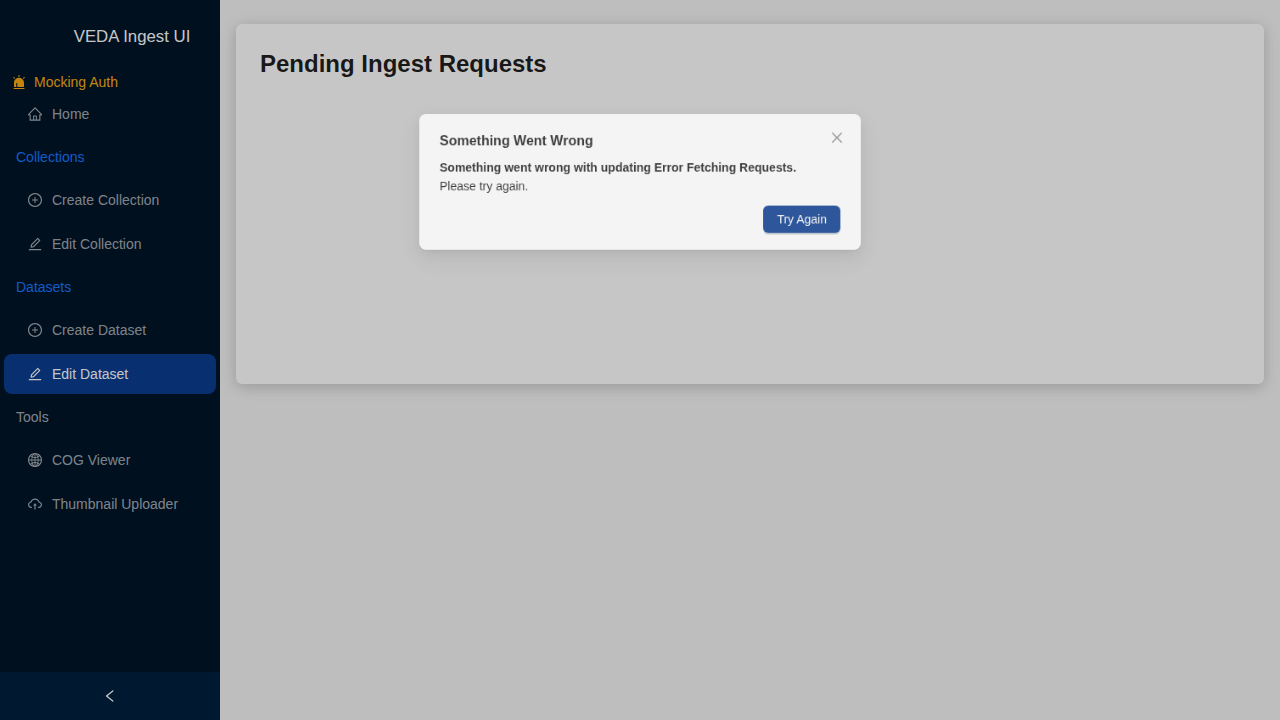 VEDA Ingest UI
Mocking Auth
Home
Collections
Create Collection
Edit Collection
Datasets
Create Dataset
Edit Dataset
Tools
COG Viewer
Thumbnail Uploader
Pending Ingest Requests
Something Went Wrong
Something went wrong with updating Error Fetching Requests.
Please try again.
Try Again